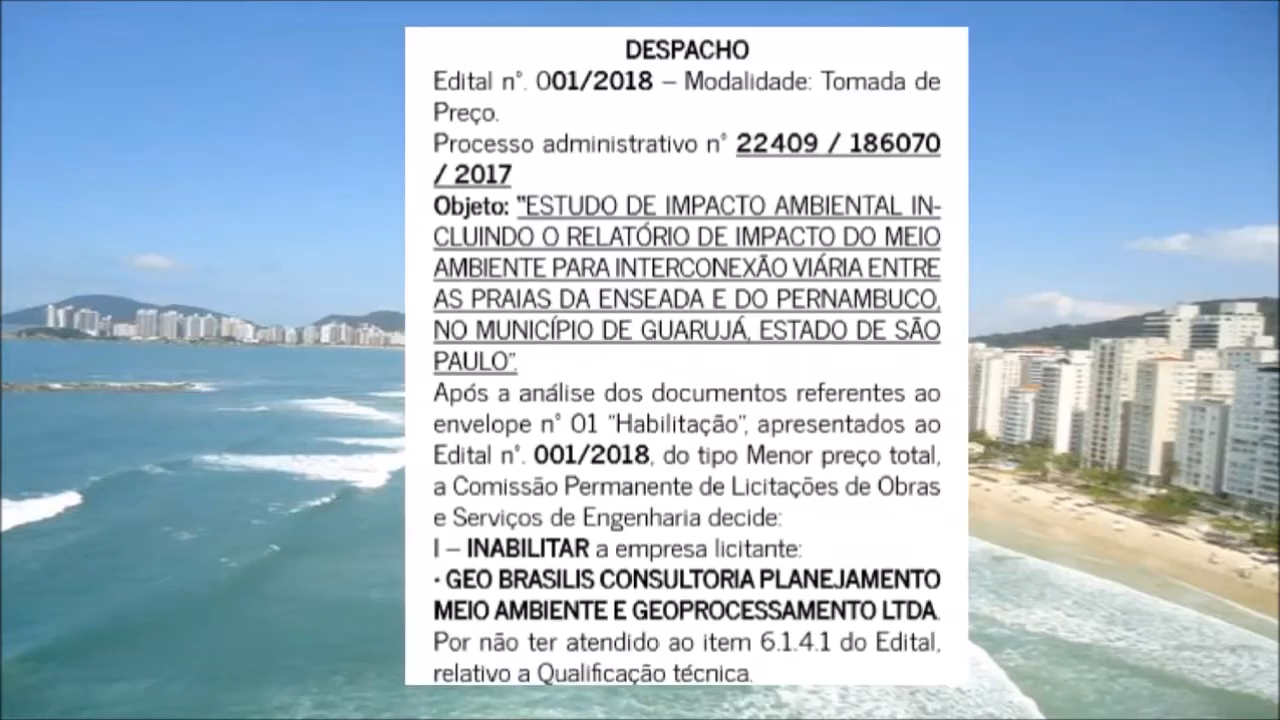 DESPACHO
Edital n°. 001/2018 – Modalidade: Tomada de
Preço.
Processo administrativo n° 22409 / 186070
/ 2017
Objeto: "ESTUDO DE IMPACTO AMBIENTAL IN-
CLUINDO O RELATÓRIO DE IMPACTO DO MEIO
AMBIENTE PARA INTERCONEXÃO VIÁRIA ENTRE
AS PRAIAS DA ENSEADA E DO PERNAMBUCO,
NO MUNICÍPIO DE GUARUJÁ, ESTADO DE SÃO
PAULO".
Após a análise dos documentos referentes ao
envelope n° 01 "Habilitação", apresentados ao
Edital n°. 001/2018, do tipo Menor preço total,
a Comissão Permanente de Licitações de Obras
e Serviços de Engenharia decide:
I – INABILITAR a empresa licitante:
• GEO BRASILIS CONSULTORIA PLANEJAMENTO
MEIO AMBIENTE E GEOPROCESSAMENTO LTDA.
Por não ter atendido ao item 6.1.4.1 do Edital,
relativo a Qualificação técnica.